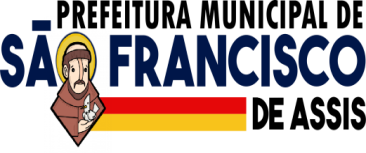 PREFEITURA MUNICIPAL DE
SÃO FRANCISCO
DE ASSIS